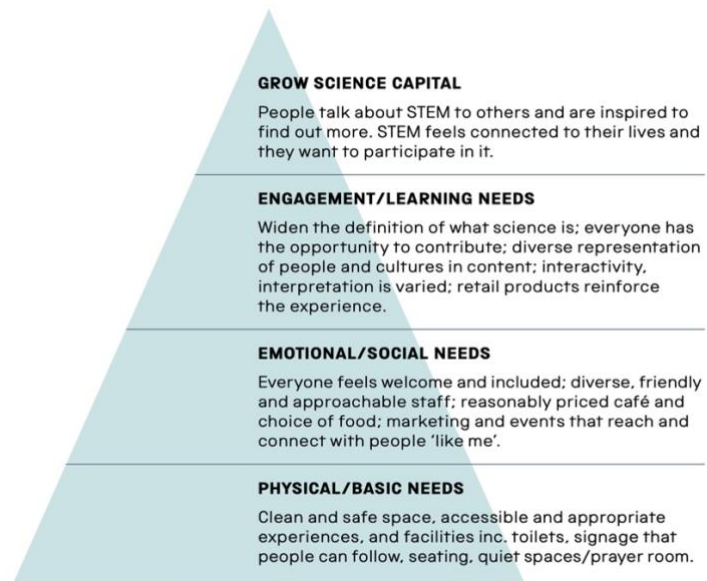 GROW SCIENCE CAPITAL
People talk about STEM to others and are inspired to
find out more. STEM feels connected to their lives and
they want to participate in it.
ENGAGEMENT/LEARNING NEEDS
Widen the definition of what science is; everyone has
the opportunity to contribute; diverse representation
of people and cultures in content; interactivity,
interpretation is varied; retail products reinforce
the experience.
EMOTIONAL/SOCIAL NEEDS
Everyone feels welcome and included; diverse, friendly
and approachable staff; reasonably priced café and
choice of food; marketing and events that reach and
connect with people ‘like me’.
PHYSICAL/BASIC NEEDS
Clean and safe space, accessible and appropriate
experiences, and facilities inc. toilets, signage that
people can follow, seating, quiet spaces/prayer room.